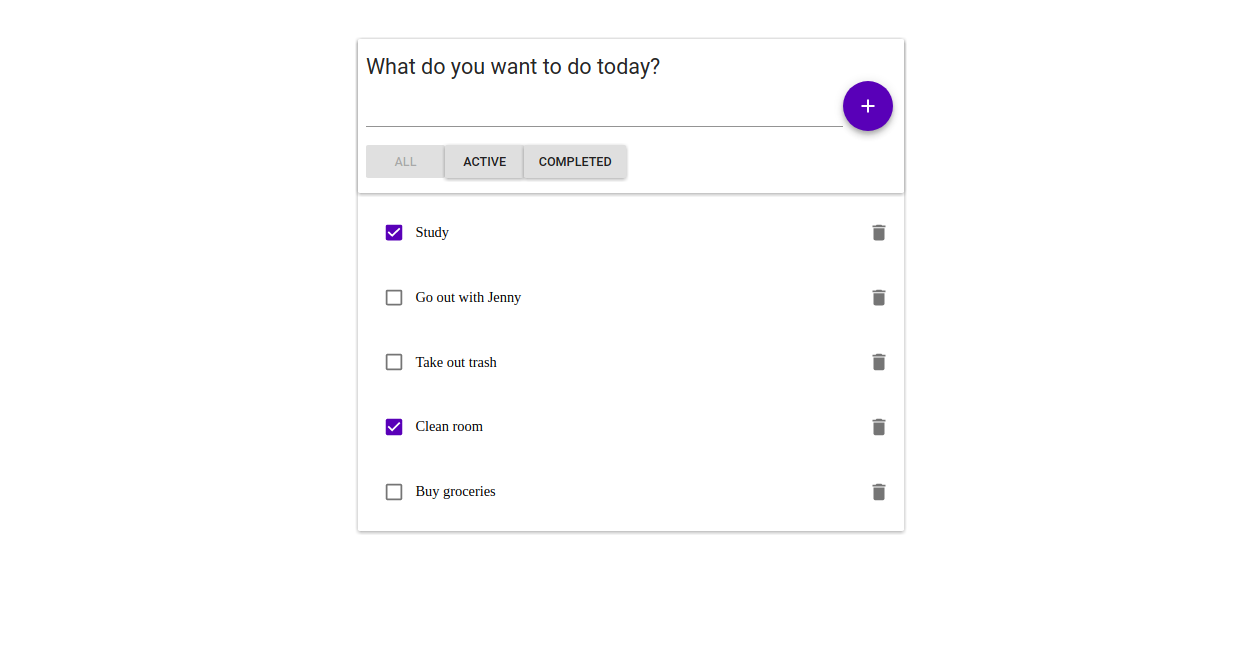 What do you want to do today?
ALL ACTIVE COMPLETED
Study
Go out with Jenny
Take out trash
Clean room
Buy groceries